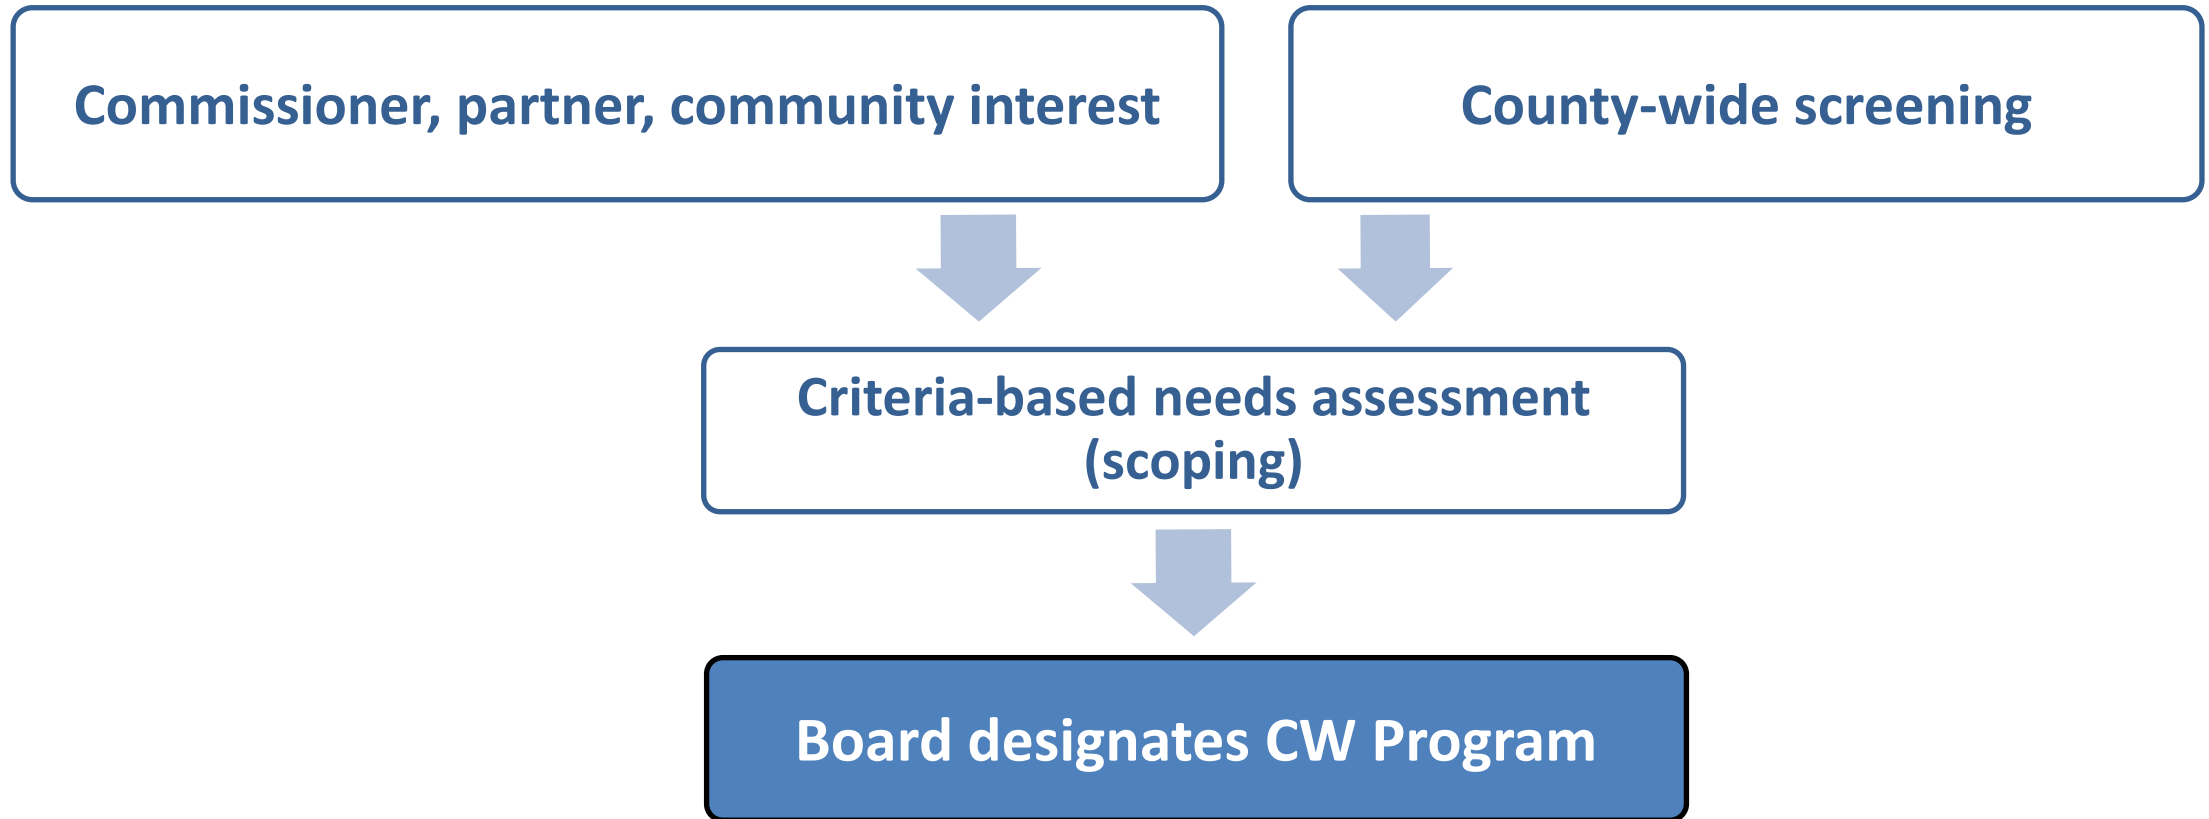 Commissioner, partner, community interest
County-wide screening
Criteria-based needs assessment
(scoping)
Board designates CW Program